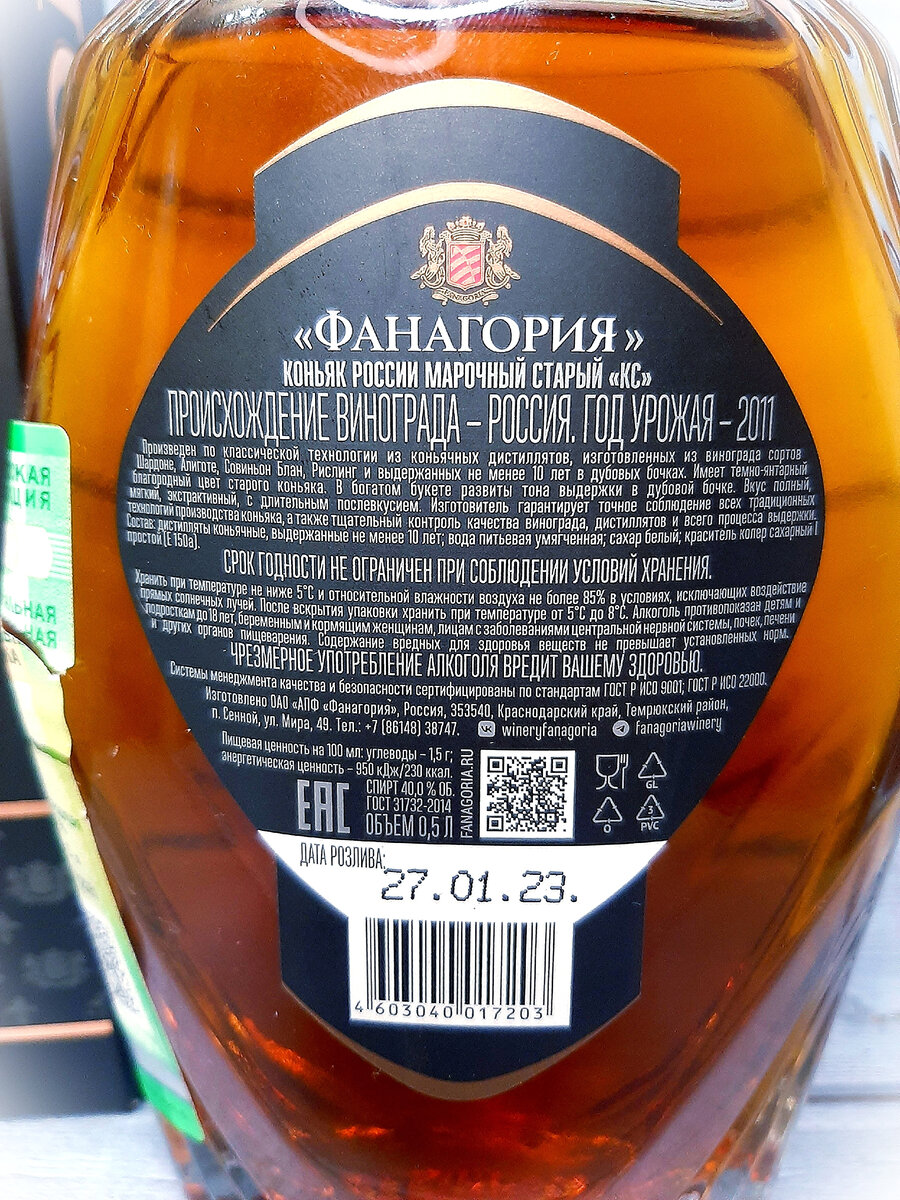 FANAGORIA
«ФАНАГОРИЯ»
КОНЬЯК РОССИИ МАРОЧНЫЙ СТАРЫЙ «КС»
ПРОИСХОЖДЕНИЕ ВИНОГРАДА – РОССИЯ. ГОД УРОЖАЯ – 2011
Произведен по классической технологии из коньячных дистиллятов, изготовленных из винограда сортов
Шардоне, Алиготе, Совиньон Блан, Рислинг и выдержанных не менее 10 лет в дубовых бочках. Имеет темно-янтарный
благородный цвет старого коньяка. В богатом букете развиты тона выдержки в дубовой бочке. Вкус полный,
мягкий, экстрактивный, с длительным послевкусием. Изготовитель гарантирует точное соблюдение всех традиционных
технологий производства коньяка, а также тщательный контроль качества винограда, дистиллятов и всего процесса выдержки.
Состав: дистилляты коньячные, выдержанные не менее 10 лет; вода питьевая умягченная; сахар белый; краситель колер сахарный I
простой (Е 150а).
СРОК ГОДНОСТИ НЕ ОГРАНИЧЕН ПРИ СОБЛЮДЕНИИ УСЛОВИЙ ХРАНЕНИЯ.
Хранить при температуре не ниже 5°С и относительной влажности воздуха не более 85% в условиях, исключающих воздействие
прямых солнечных лучей. После вскрытия упаковки хранить при температуре от 5°С до 8°С. Алкоголь противопоказан детям и
подросткам до 18 лет, беременным и кормящим женщинам, лицам с заболеваниями центральной нервной системы, почек, печени
и других органов пищеварения. Содержание вредных для здоровья веществ не превышает установленных норм.
ЧРЕЗМЕРНОЕ УПОТРЕБЛЕНИЕ АЛКОГОЛЯ ВРЕДИТ ВАШЕМУ ЗДОРОВЬЮ.
Системы менеджмента качества и безопасности сертифицированы по стандартам ГОСТ Р ИСО 9001; ГОСТ Р ИСО 22000.
Изготовлено ОАО «АПФ «Фанагория», Россия, 353540, Краснодарский край, Темрюкский район,
п. Сенной, ул. Мира, 49. Тел.: +7 (86148) 38747. wineryfanagoria fanagoriawinery
Пищевая ценность на 100 мл: углеводы – 1,5 г;
энергетическая ценность – 950 кДж/230 ккал.
EAC
СПИРТ 40,0 % ОБ.
ГОСТ 31732-2014
ОБЪЕМ 0,5 Л
FANAGORIA.RU
GL
O
3
PVC
ДАТА РОЗЛИВА:
27.01.23.
4 603040 017203